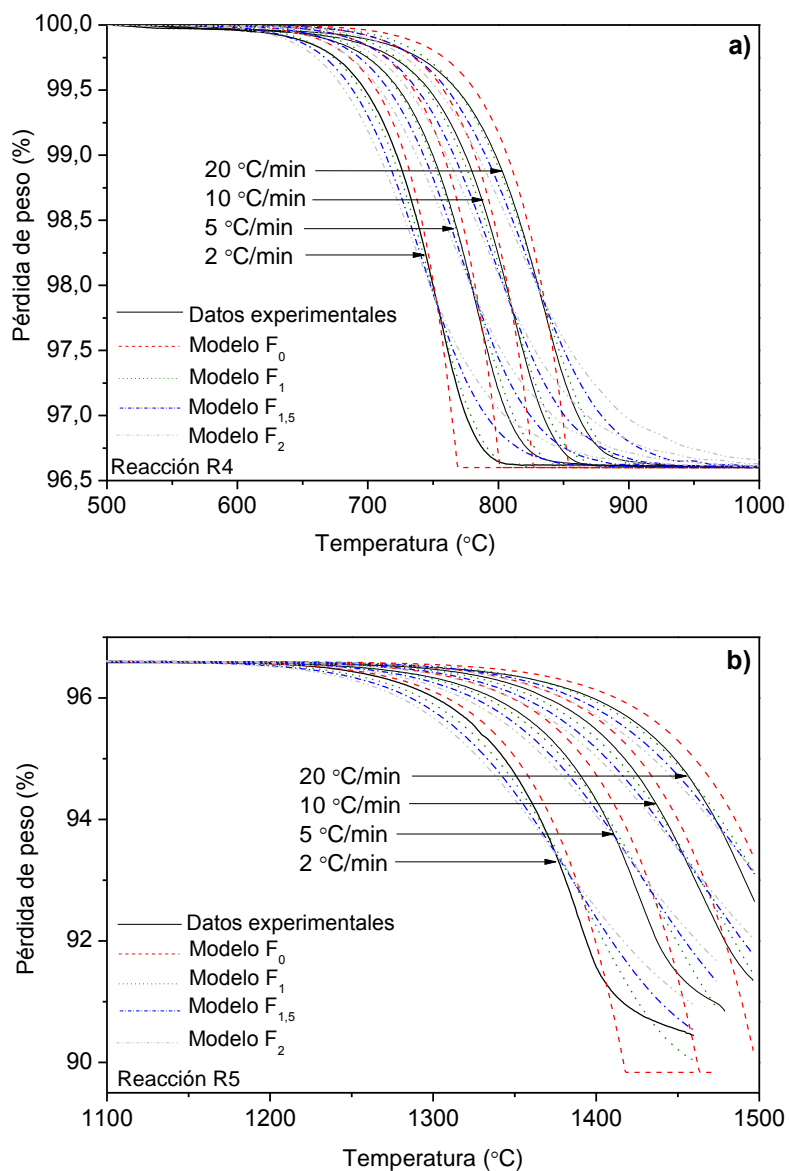 a)
100,0
99,5
99,0
98,5
98,0
97,5
97,0
96,5
Pérdida de peso (%)
20 °C/min
10 °C/min
5 °C/min
2 °C/min
Datos experimentales
Modelo F0
Modelo F1
Modelo F1,5
Modelo F2
Reacción R4
500 600 700 800 900 1000
Temperatura (°C)
b)
96
94
92
90
Pérdida de peso (%)
20 °C/min
10 °C/min
5 °C/min
2 °C/min
Datos experimentales
Modelo F0
Modelo F1
Modelo F1,5
Modelo F2
Reacción R5
1100 1200 1300 1400 1500
Temperatura (°C)